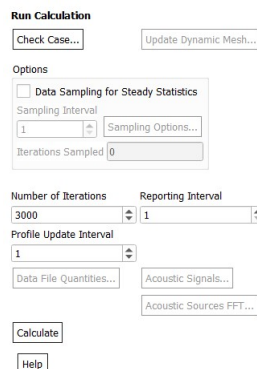 Run Calculation
Check Case... Update Dynamic Mesh...
Options
Data Sampling for Steady Statistics
Sampling Interval
1 Sampling Options...
Iterations Sampled 0
Number of Iterations Reporting Interval
3000 1
Profile Update Interval
1
Data File Quantities... Acoustic Signals...
Acoustic Sources FFT...
Calculate
Help